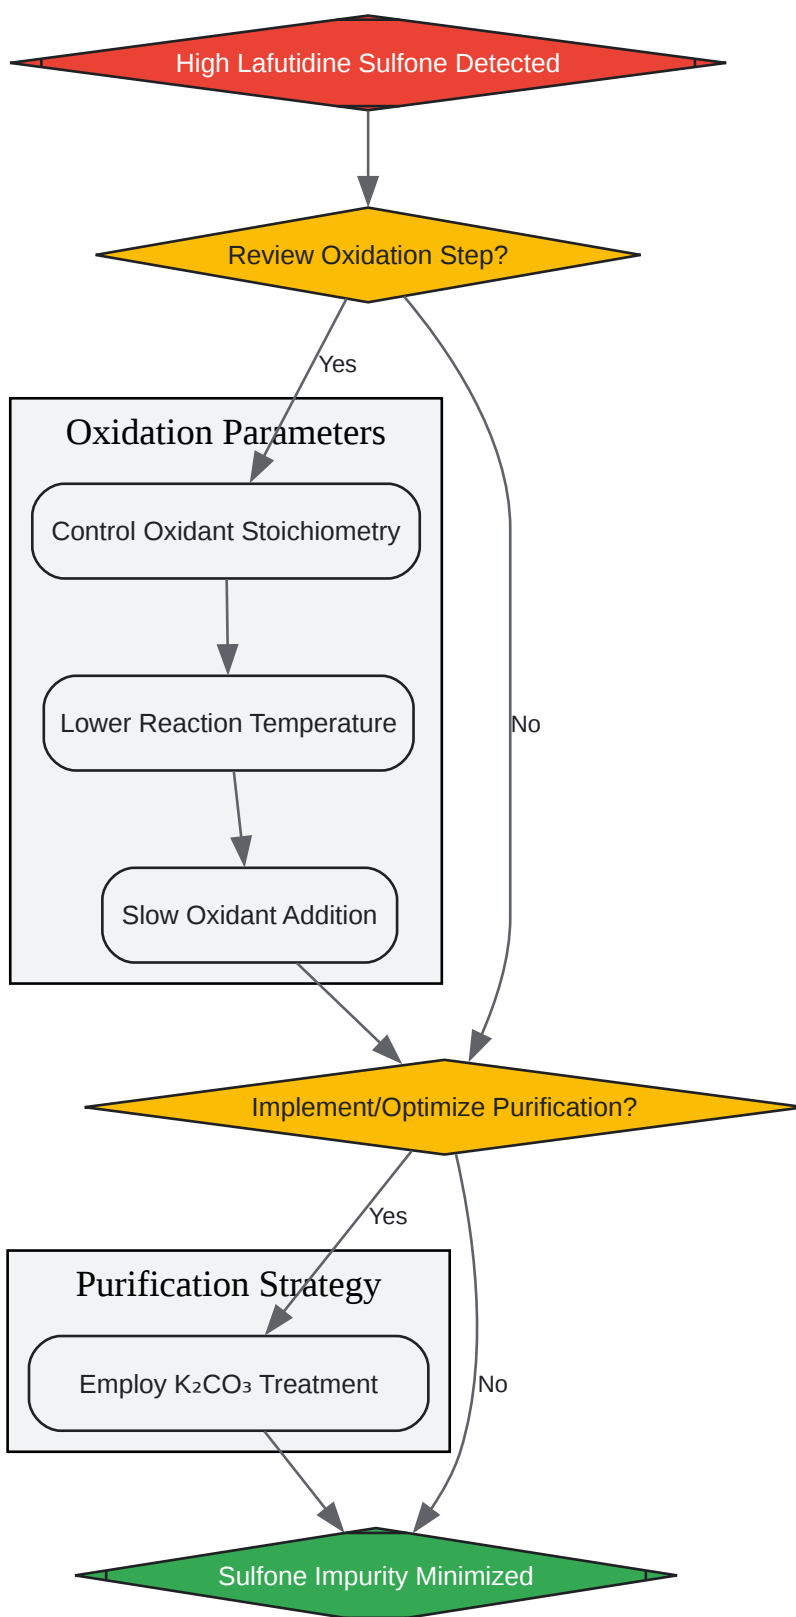 High Lafutidine Sulfone Detected
Review Oxidation Step?
Yes
Oxidation Parameters
Control Oxidant Stoichiometry
Lower Reaction Temperature
No
Slow Oxidant Addition
Implement/Optimize Purification?
Yes
Purification Strategy
Employ K₂CO₃ Treatment
No
Sulfone Impurity Minimized